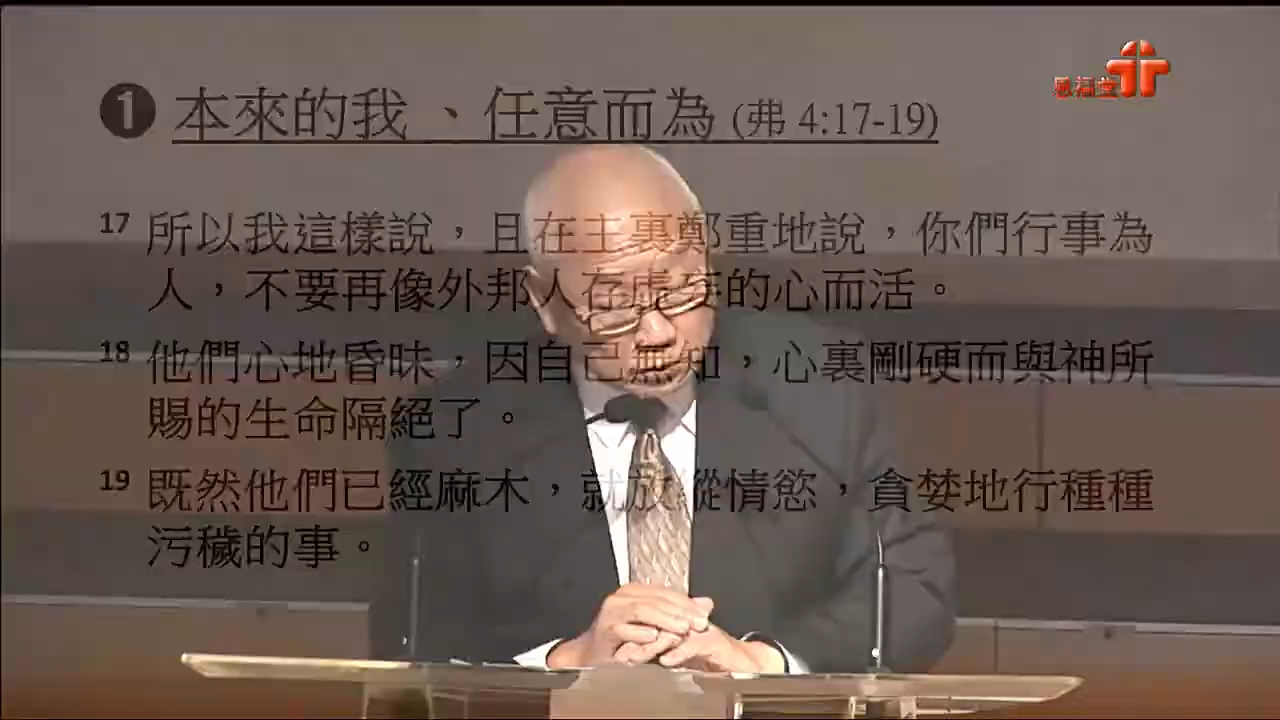 恩福堂
❶ 本來的我、任意而為 (弗 4:17-19)
17 所以我這樣說，且在主裏鄭重地說，你們行事為
人，不要再像外邦人存虛妄的心而活。
18 他們心地昏昧，因自己無知，心裏剛硬而與神所
賜的生命隔絕了。
19 既然他們已經麻木，就放縱情慾，貪婪地行種種
污穢的事。